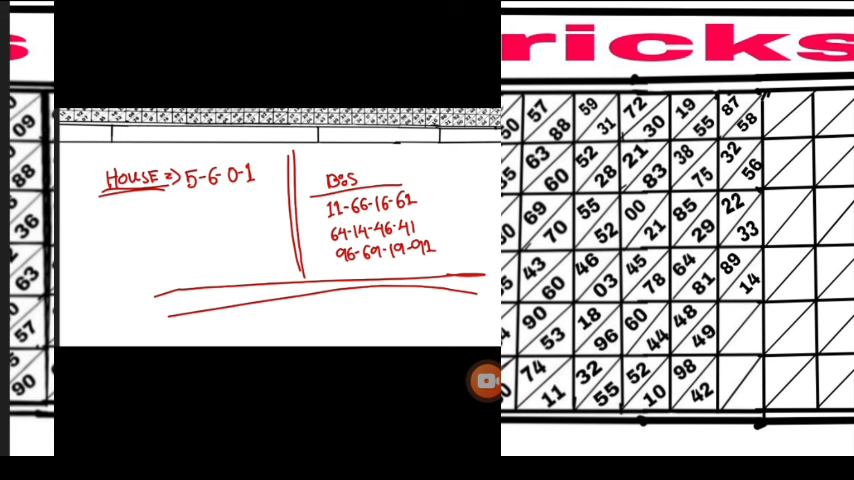 s
ricks
09
88
36
63
57
90
HOUSE => 5-6-0-1
B:S
11-66-16-61
64-14-46-41
96-69-19-91
57 88 59 31 72 30 19 55 87 58
63 60 52 28 21 83 38 75 32 56
69 70 55 52 00 21 85 29 22 33
43 60 46 03 45 78 64 81 89 14
90 53 18 96 60 44 48 49
74 11 32 55 52 10 98 42